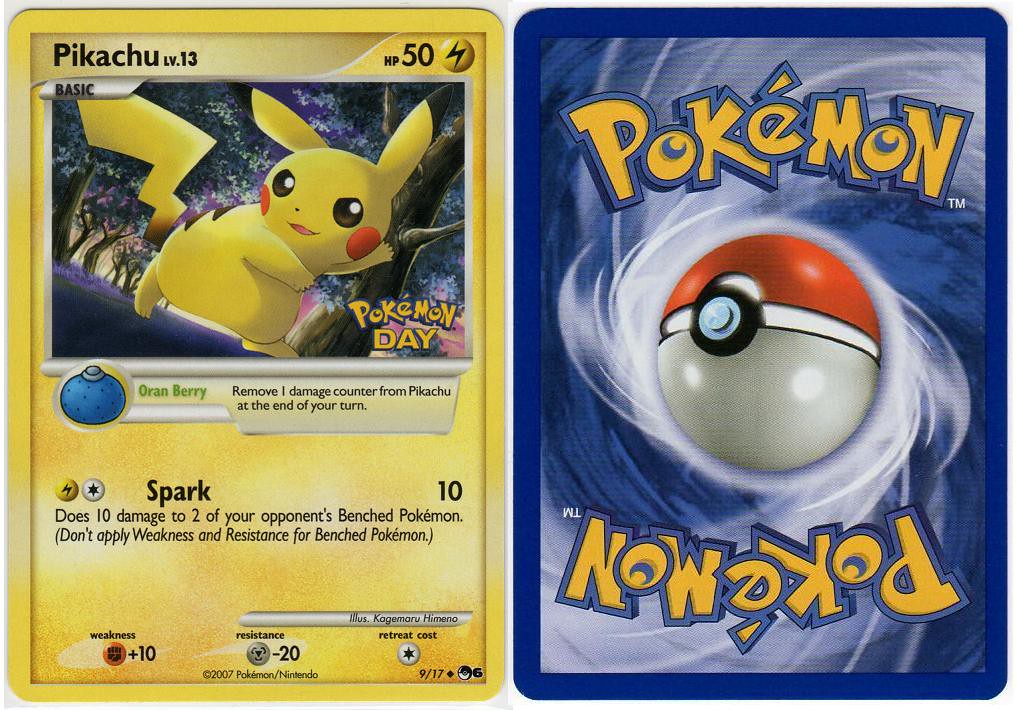 Pikachu LV.13
HP 50
BASIC
POKéMON
DAY
Oran Berry
Remove 1 damage counter from Pikachu
at the end of your turn.
Spark 10
Does 10 damage to 2 of your opponent's Benched Pokémon.
(Don't apply Weakness and Resistance for Benched Pokémon.)
Illus. Kagemaru Himeno
weakness resistance retreat cost
+10 -20
©2007 Pokémon/Nintendo
9/17 ◆ 6
POKéMON
TM
POKéMON
TM